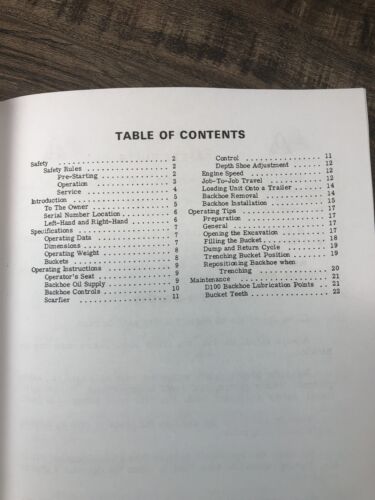 TABLE OF CONTENTS
Safety . . . . . . . . . . . . . . . . . . . . 2
Safety Rules . . . . . . . . . . . . . . . . 2
Pre-Starting . . . . . . . . . . . . . . . . 2
Operation . . . . . . . . . . . . . . . . 3
Service . . . . . . . . . . . . . . . . 4
Introduction . . . . . . . . . . . . . . . . 5
To The Owner . . . . . . . . . . . . . . . . 5
Serial Number Location . . . . . . . . . . 6
Left-Hand and Right-Hand . . . . . . . . 6
Specifications . . . . . . . . . . . . . . . . 7
Operating Data . . . . . . . . . . . . . . 7
Dimensions . . . . . . . . . . . . . . . . 7
Operating Weight . . . . . . . . . . . . 8
Buckets . . . . . . . . . . . . . . . . 8
Operating Instructions . . . . . . . . . . 9
Operator's Seat . . . . . . . . . . . . . . 9
Backhoe Oil Supply . . . . . . . . . . . . 9
Backhoe Controls . . . . . . . . . . . . 10
Scarfier . . . . . . . . . . . . . . . . 11
Control . . . . . . . . . . . . . . . . 11
Depth Shoe Adjustment . . . . . . . . 12
Engine Speed . . . . . . . . . . . . . . 12
Job-To-Job Travel . . . . . . . . . . . . 12
Loading Unit Onto a Trailer . . . . . . 14
Backhoe Removal . . . . . . . . . . . . 14
Backhoe Installation . . . . . . . . . . 15
Operating Tips . . . . . . . . . . . . . . 17
Preparation . . . . . . . . . . . . . . 17
General . . . . . . . . . . . . . . . . 17
Opening the Excavation . . . . . . . . 17
Filling the Bucket . . . . . . . . . . . . 18
Dump and Return Cycle . . . . . . . . 19
Trenching Bucket Position . . . . . . . . 19
Repositioning Backhoe when
Trenching . . . . . . . . . . . . . . 20
Maintenance . . . . . . . . . . . . . . 21
D100 Backhoe Lubrication Points . . . . 21
Bucket Teeth . . . . . . . . . . . . . . 22